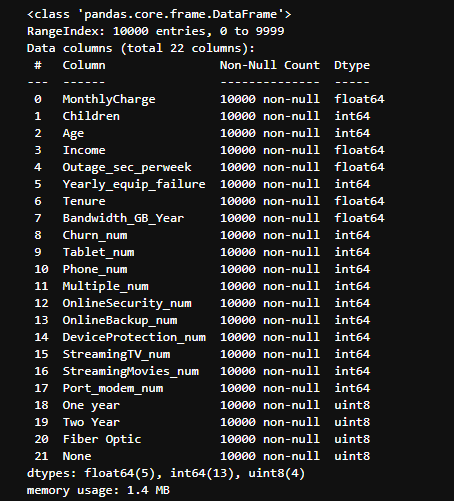 <class 'pandas.core.frame.DataFrame'>
RangeIndex: 10000 entries, 0 to 9999
Data columns (total 22 columns):
 #   Column                Non-Null Count  Dtype
---  ------                --------------  -----
 0   MonthlyCharge         10000 non-null  float64
 1   Children              10000 non-null  int64
 2   Age                   10000 non-null  int64
 3   Income                10000 non-null  float64
 4   Outage_sec_perweek    10000 non-null  float64
 5   Yearly_equip_failure  10000 non-null  int64
 6   Tenure                10000 non-null  float64
 7   Bandwidth_GB_Year     10000 non-null  float64
 8   Churn_num             10000 non-null  int64
 9   Tablet_num            10000 non-null  int64
 10  Phone_num             10000 non-null  int64
 11  Multiple_num          10000 non-null  int64
 12  OnlineSecurity_num    10000 non-null  int64
 13  OnlineBackup_num      10000 non-null  int64
 14  DeviceProtection_num  10000 non-null  int64
 15  StreamingTV_num       10000 non-null  int64
 16  StreamingMovies_num   10000 non-null  int64
 17  Port_modem_num        10000 non-null  int64
 18  One year              10000 non-null  uint8
 19  Two Year              10000 non-null  uint8
 20  Fiber Optic           10000 non-null  uint8
 21  None                  10000 non-null  uint8
dtypes: float64(5), int64(13), uint8(4)
memory usage: 1.4 MB